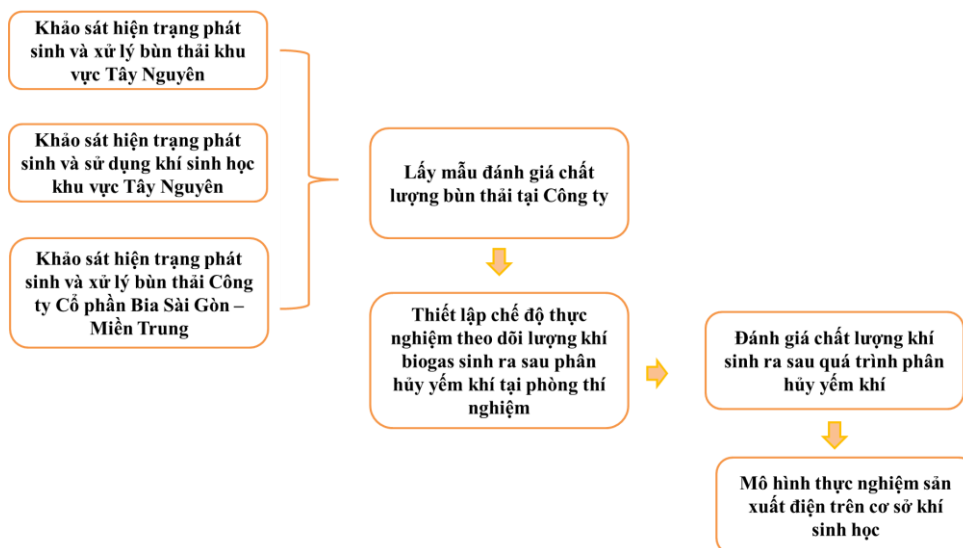 Khảo sát hiện trạng phát
sinh và xử lý bùn thải khu
vực Tây Nguyên
Khảo sát hiện trạng phát
sinh và sử dụng khí sinh học
khu vực Tây Nguyên
Khảo sát hiện trạng phát
sinh và xử lý bùn thải Công
ty Cổ phần Bia Sài Gòn –
Miền Trung
Lấy mẫu đánh giá chất
lượng bùn thải tại Công ty
Thiết lập chế độ thực
nghiệm theo dõi lượng khí
biogas sinh ra sau phân
hủy yếm khí tại phòng thí
nghiệm
Đánh giá chất lượng khí
sinh ra sau quá trình phân
hủy yếm khí
Mô hình thực nghiệm sản
xuất điện trên cơ sở khí
sinh học